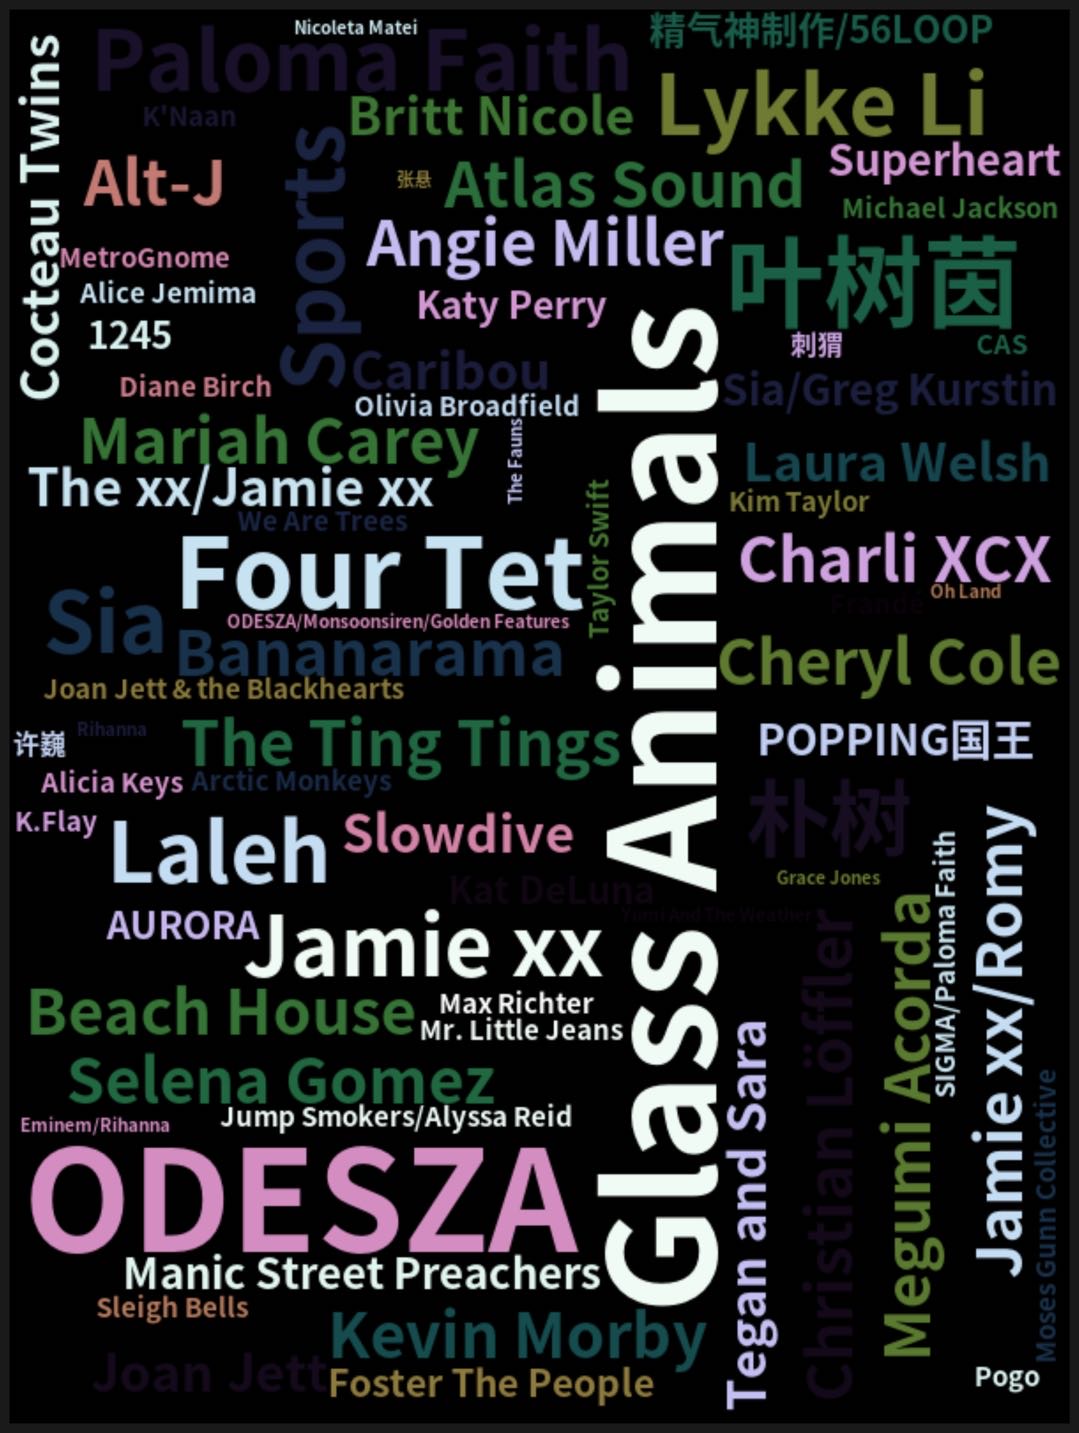 Nicoleta Matei
精气神制作/56LOOP
Paloma Faith
Cocteau Twins
K'Naan
Britt Nicole
Lykke Li
Sports
Alt-J
张悬
Atlas Sound
Superheart
Michael Jackson
MetroGnome
Angie Miller
叶树茵
Alice Jemima
Katy Perry
1245
刺猬
CAS
Diane Birch
Caribou
Sia/Greg Kurstin
Olivia Broadfield
Glass Animals
Mariah Carey
The Fauns
Laura Welsh
The xx/Jamie xx
Taylor Swift
Kim Taylor
We Are Trees
Four Tet
Charli XCX
Oh Land
Frandé
Sia
ODESZA/Monsoonsiren/Golden Features
Bananarama
Cheryl Cole
Joan Jett & the Blackhearts
许巍
Rihanna
The Ting Tings
POPPING国王
Alicia Keys
Arctic Monkeys
朴树
K.Flay
Laleh
Slowdive
Kat DeLuna
Grace Jones
Yumi And The Weather
AURORA
Jamie xx
Christian Löffler
Megumi Acorda
SIGMA/Paloma Faith
Jamie xx/Romy
Beach House
Max Richter
Mr. Little Jeans
Tegan and Sara
Selena Gomez
Moses Gunn Collective
Jump Smokers/Alyssa Reid
Eminem/Rihanna
ODESZA
Manic Street Preachers
Sleigh Bells
Kevin Morby
Joan Jett
Foster The People
Pogo